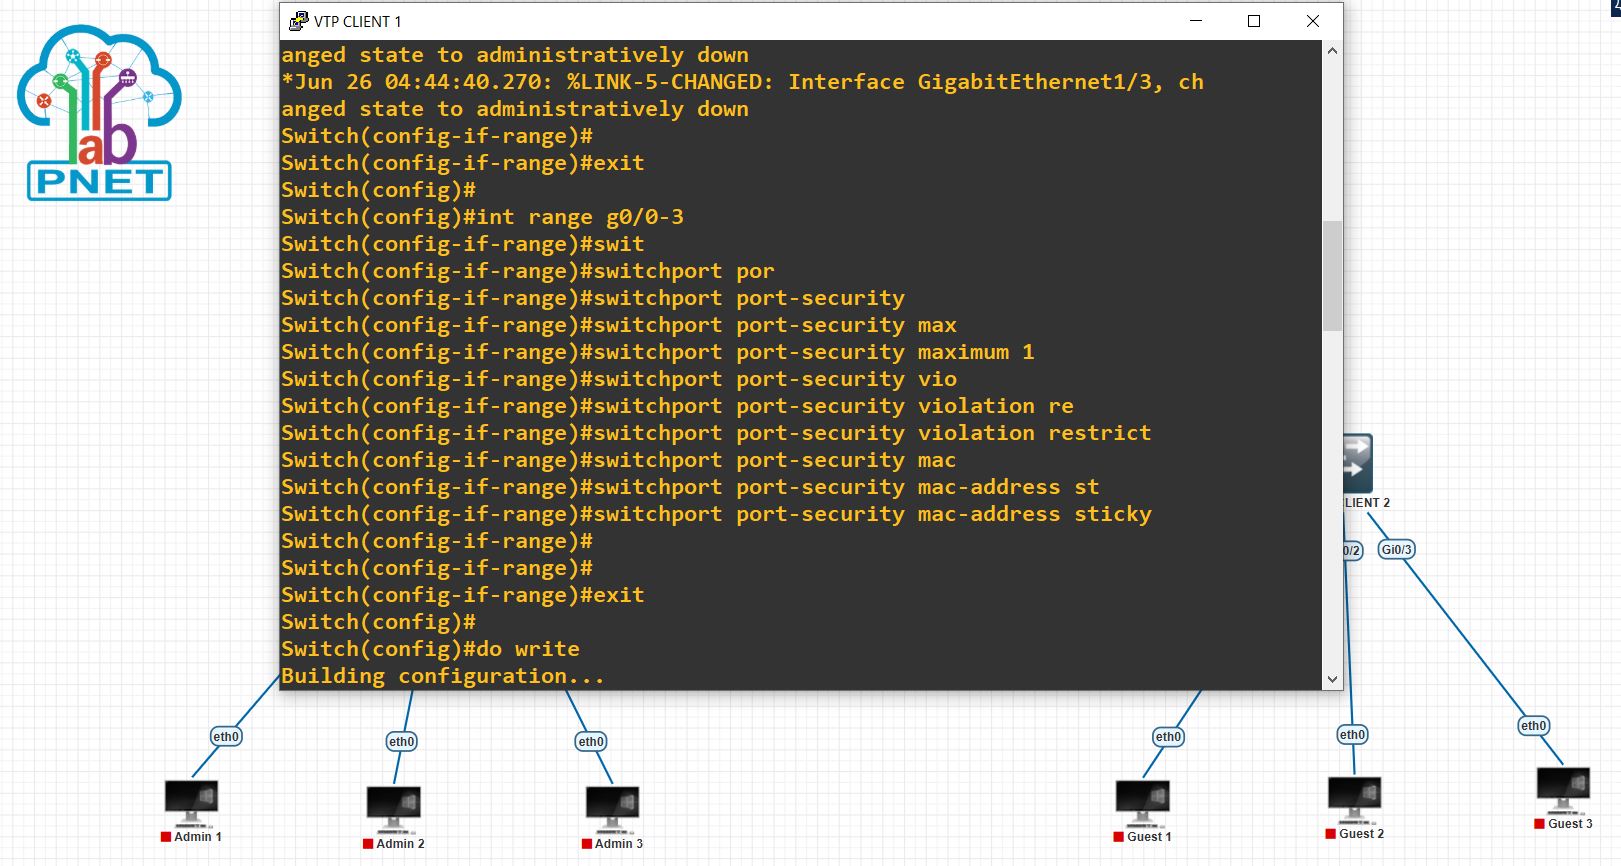 VTP CLIENT 1
anged state to administratively down
*Jun 26 04:44:40.270: %LINK-5-CHANGED: Interface GigabitEthernet1/3, ch
anged state to administratively down
Switch(config-if-range)#
Switch(config-if-range)#exit
Switch(config)#
Switch(config)#int range g0/0-3
Switch(config-if-range)#swit
Switch(config-if-range)#switchport por
Switch(config-if-range)#switchport port-security
Switch(config-if-range)#switchport port-security max
Switch(config-if-range)#switchport port-security maximum 1
Switch(config-if-range)#switchport port-security vio
Switch(config-if-range)#switchport port-security violation re
Switch(config-if-range)#switchport port-security violation restrict
Switch(config-if-range)#switchport port-security mac
Switch(config-if-range)#switchport port-security mac-address st
Switch(config-if-range)#switchport port-security mac-address sticky
Switch(config-if-range)#
Switch(config-if-range)#
Switch(config-if-range)#exit
Switch(config)#
Switch(config)#do write
Building configuration...
lab
PNET
LIENT 2
0/2
Gi0/3
eth0
eth0
eth0
eth0
eth0
eth0
Admin 1
Admin 2
Admin 3
Guest 1
Guest 2
Guest 3